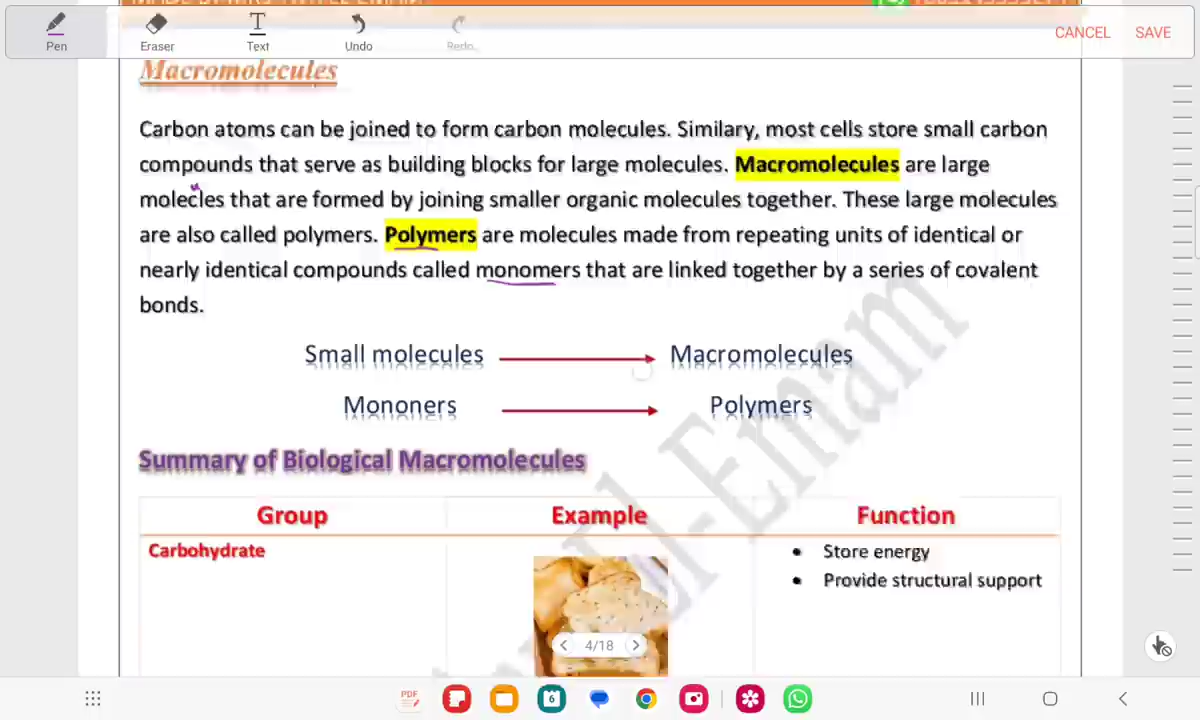 Pen
Eraser
Text
Undo
Redo
CANCEL
SAVE
Macromolecules
Carbon atoms can be joined to form carbon molecules. Similary, most cells store small carbon
compounds that serve as building blocks for large molecules. Macromolecules are large
molecles that are formed by joining smaller organic molecules together. These large molecules
are also called polymers. Polymers are molecules made from repeating units of identical or
nearly identical compounds called monomers that are linked together by a series of covalent
bonds.
Small molecules Macromolecules
Mononers Polymers
Summary of Biological Macromolecules
Group Example Function
Carbohydrate
• Store energy
• Provide structural support
4/18
PDF
6